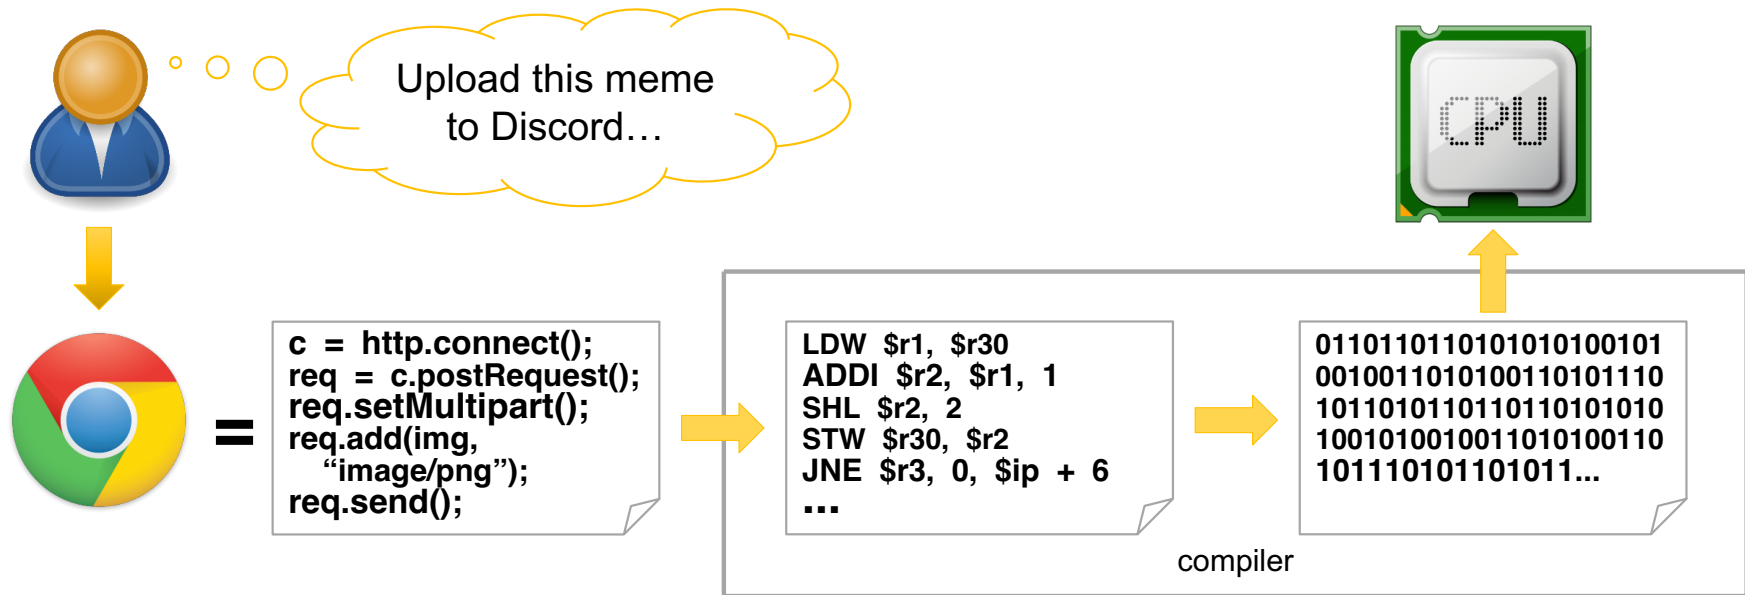 Upload this meme
to Discord…
CPU
c = http.connect();
req = c.postRequest();
req.setMultipart();
req.add(img,
“image/png”);
req.send();
=
LDW $r1, $r30
ADDI $r2, $r1, 1
SHL $r2, 2
STW $r30, $r2
JNE $r3, 0, $ip + 6
...
0110110110101010100101
0010011010100110101110
1011010110110110101010
1001010010011010100110
101110101101011...
compiler